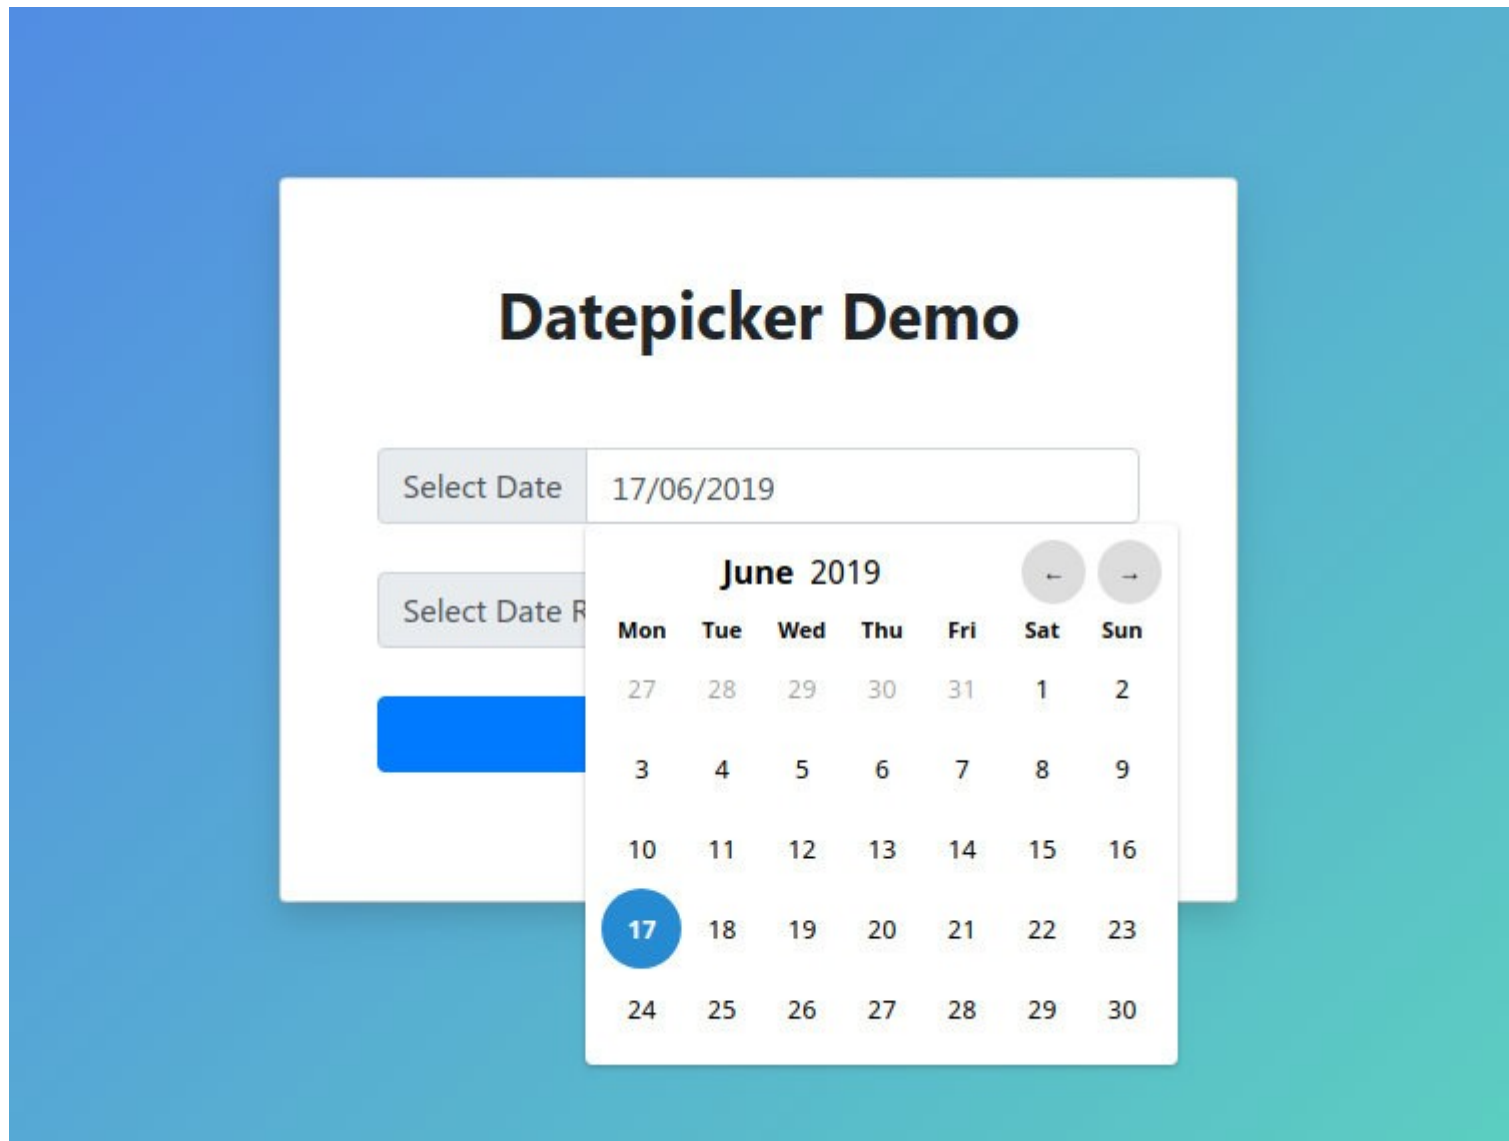 Datepicker Demo
Select Date 17/06/2019
Select Date
June 2019 ← →
Mon Tue Wed Thu Fri Sat Sun
27 28 29 30 31 1 2
3 4 5 6 7 8 9
10 11 12 13 14 15 16
17 18 19 20 21 22 23
24 25 26 27 28 29 30